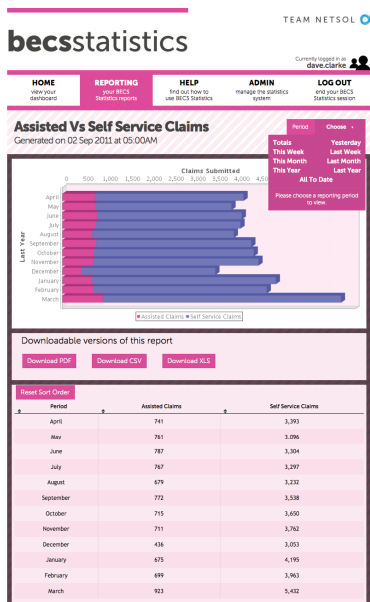 TEAM NETSOL
becsstatistics
Currently logged in as
dave.clarke
HOME
view your
dashboard
REPORTING
your BECS
Statistics reports
HELP
find out how to
use BECS Statistics
ADMIN
manage the statistics
system
LOG OUT
end your BECS
Statistics session
Assisted Vs Self Service Claims
Generated on 02 Sep 2011 at 05:00AM
Period Choose
Totals Yesterday
This Week Last Week
This Month Last Month
This Year Last Year
All To Date
Please choose a reporting period
to view.
Claims Submitted
0 500 1,000 1,500 2,000 2,500 3,000 3,500 4,000
Last Year
April
May
June
July
August
September
October
November
December
January
February
March
Assisted Claims Self Service Claims
Downloadable versions of this report
Download PDF Download CSV Download XLS
Reset Sort Order
Period Assisted Claims Self Service Claims
April 741 3,393
May 761 3,096
June 787 3,304
July 767 3,297
August 679 3,232
September 772 3,538
October 715 3,650
November 711 3,762
December 436 3,053
January 675 4,195
February 699 3,963
March 923 5,432